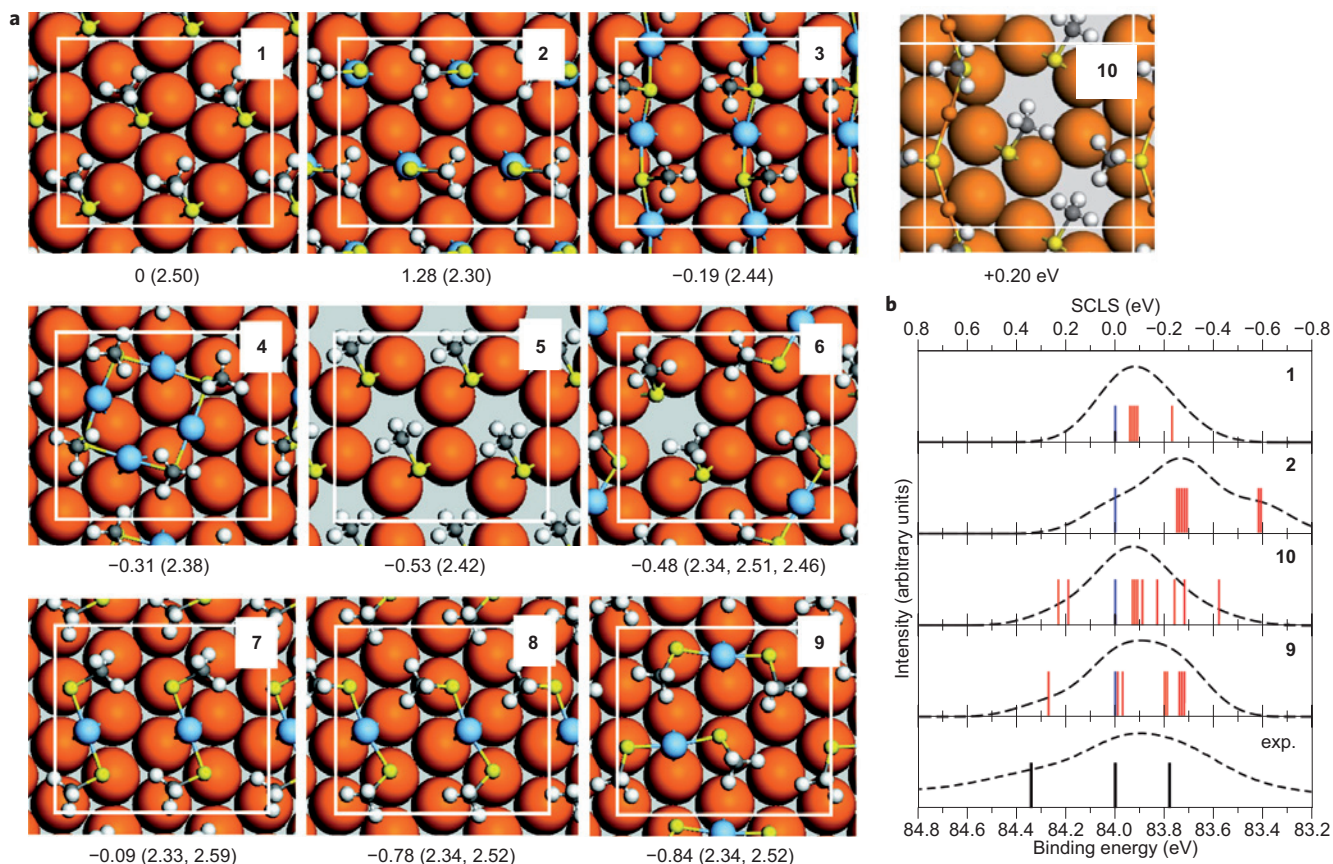 a
1
2
3
10
0 (2.50)
1.28 (2.30)
−0.19 (2.44)
+0.20 eV
4
5
6
−0.31 (2.38)
−0.53 (2.42)
−0.48 (2.34, 2.51, 2.46)
7
8
9
−0.09 (2.33, 2.59)
−0.78 (2.34, 2.52)
−0.84 (2.34, 2.52)
b
SCLS (eV)
0.8 0.6 0.4 0.2 0.0 −0.2 −0.4 −0.6 −0.8
1
2
10
9
exp.
Intensity (arbitrary units)
84.8 84.6 84.4 84.2 84.0 83.8 83.6 83.4 83.2
Binding energy (eV)